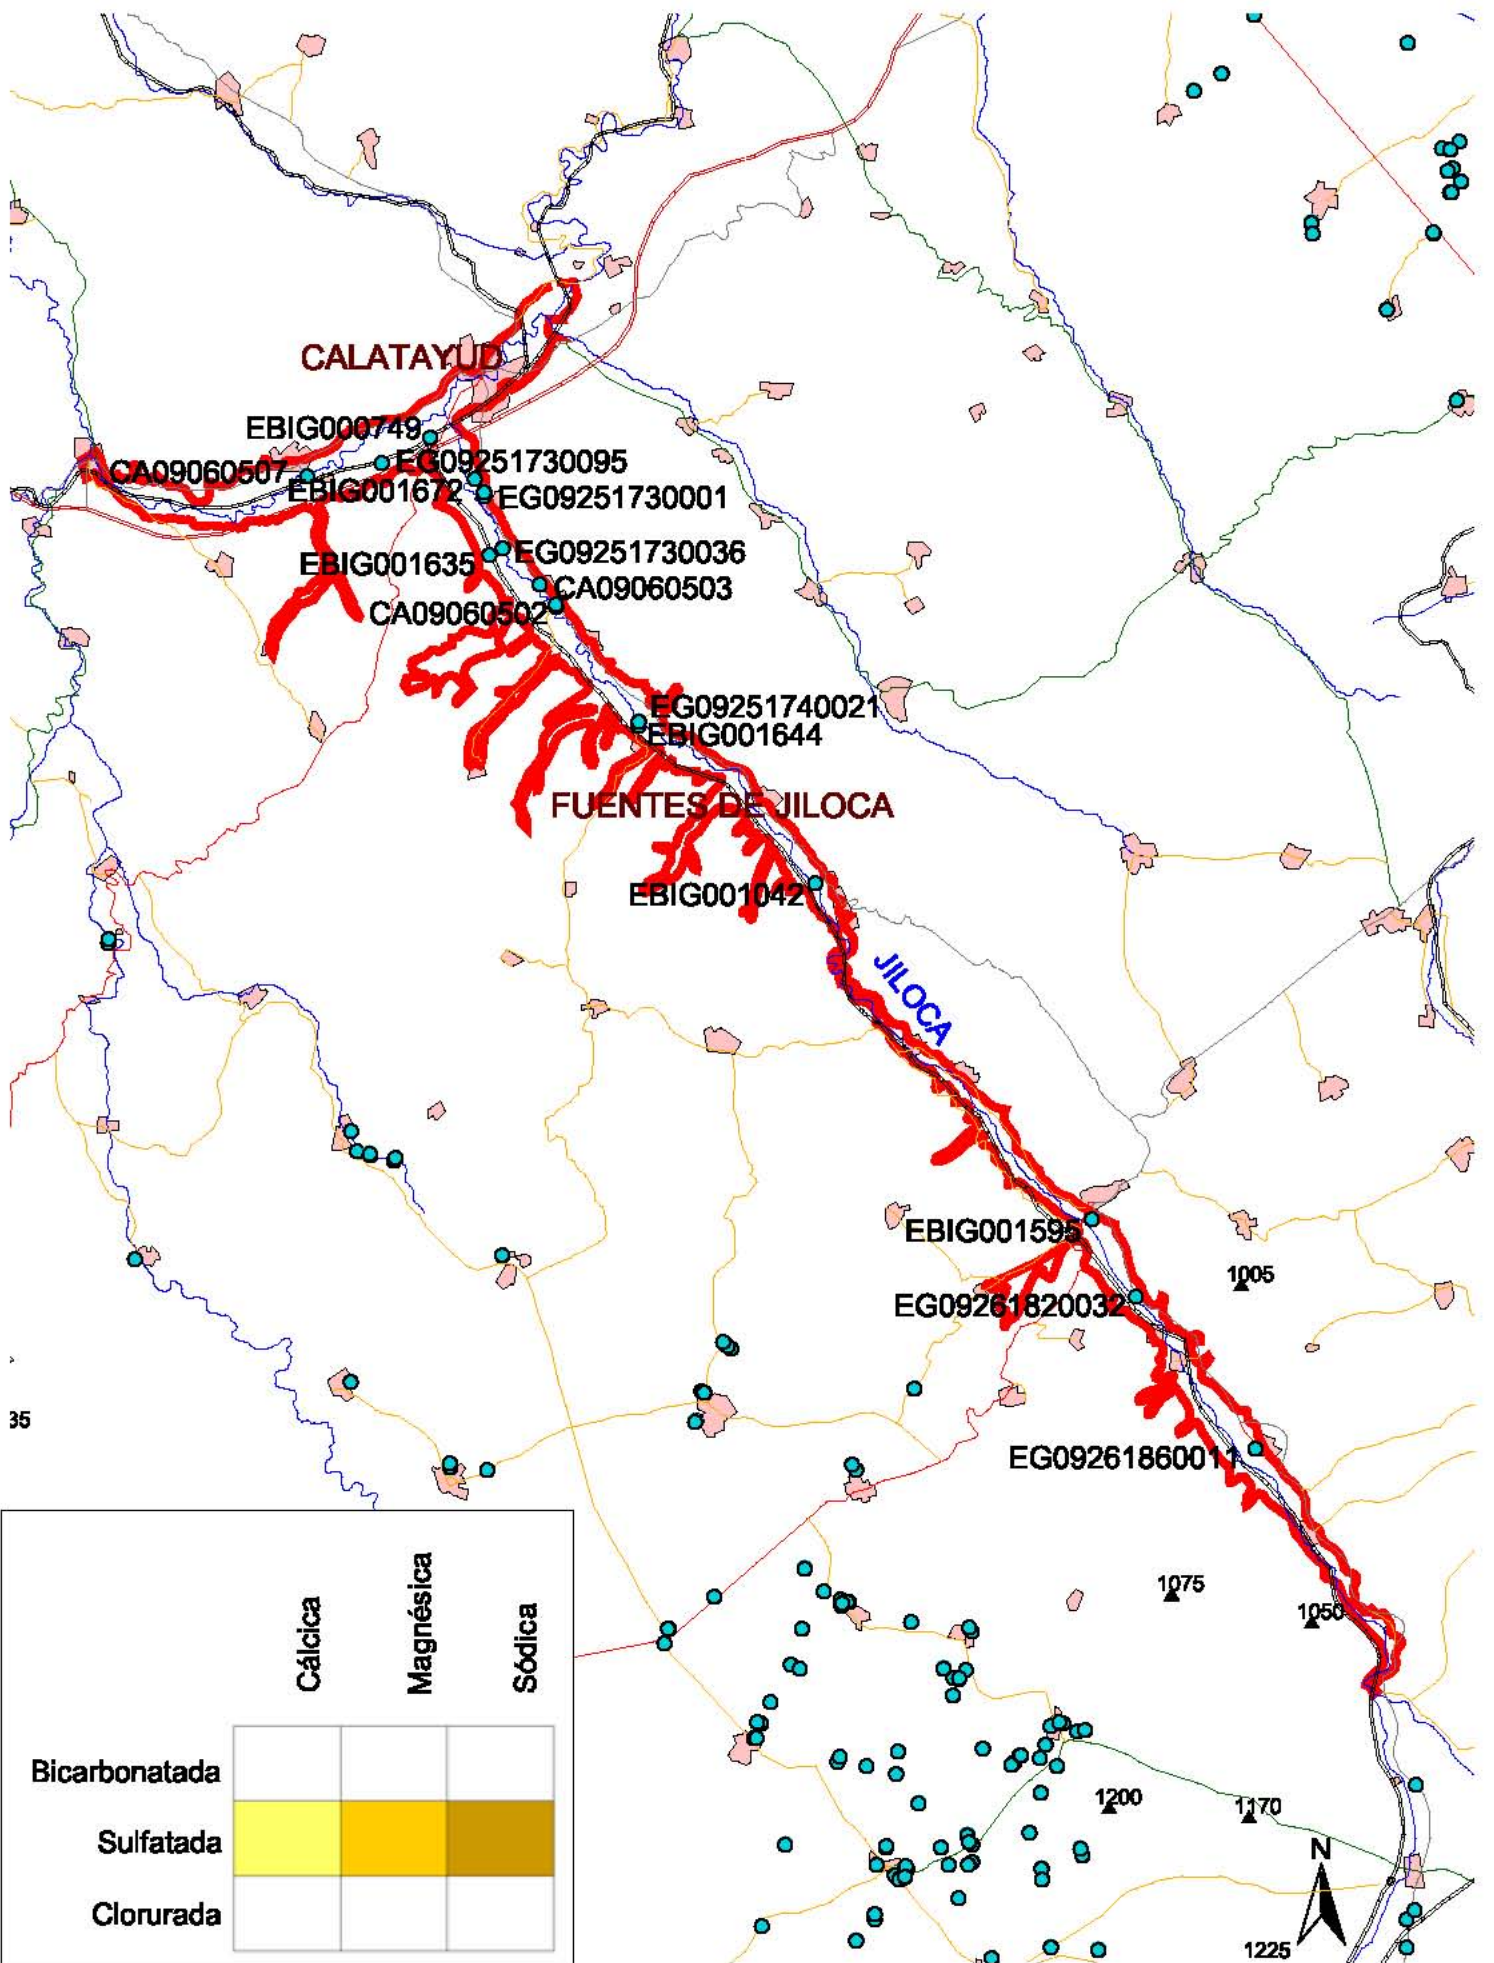 CALATAYUD
EBIG000749
CA09060507
EG09251730095
EBIG001672
EG09251730001
EBIG001635
EG09251730036
CA09060503
CA09060502
EG09251740021
EBIG001644
FUENTES DE JILOCA
EBIG001042
JILOCA
EBIG001595
1005
EG09261820032
35
EG09261860011
1075
1050
Cálcica
Magnésica
Sódica
Bicarbonatada
Sulfatada
Clorurada
1200
1170
N
1225